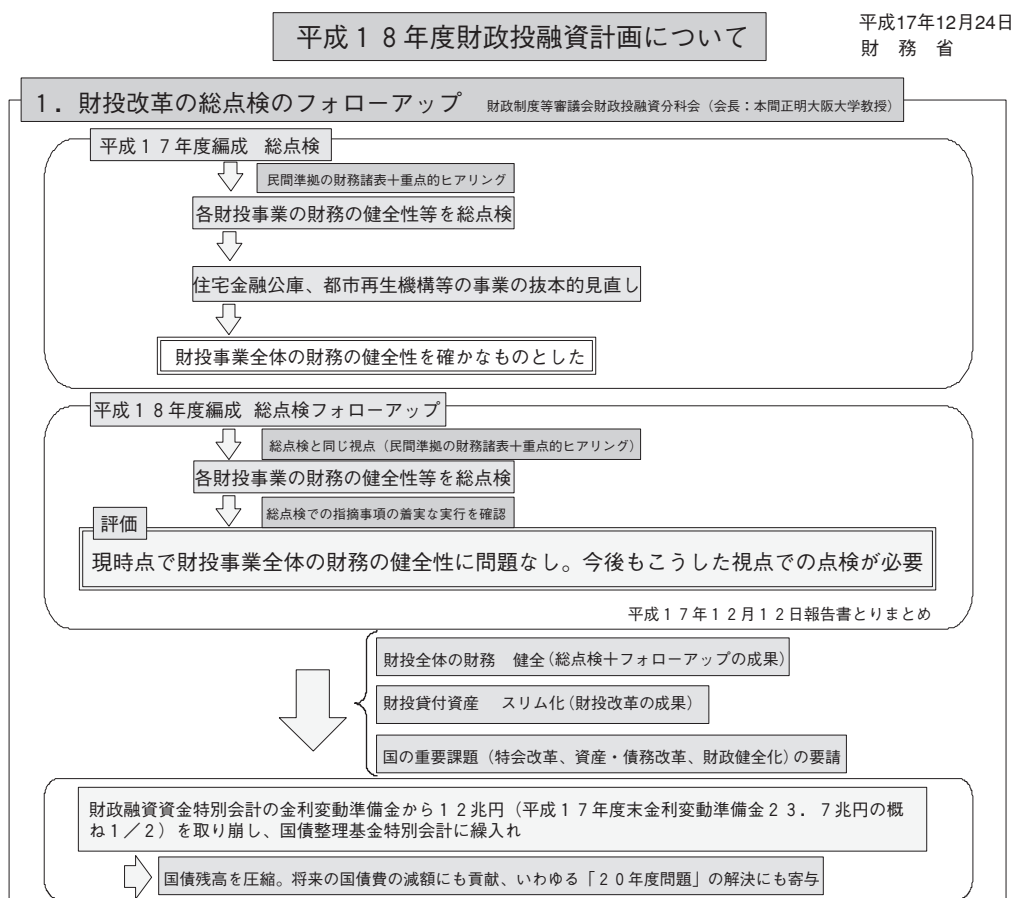 平成18年度財政投融資計画について
平成17年12月24日
財務省
1．財投改革の総点検のフォローアップ 財政制度等審議会財政投融資分科会（会長：本間正明大阪大学教授）
平成17年度編成 総点検
民間準拠の財務諸表＋重点的ヒアリング
各財投事業の財務の健全性等を総点検
住宅金融公庫、都市再生機構等の事業の抜本的見直し
財投事業全体の財務の健全性を確かなものとした
平成18年度編成 総点検フォローアップ
総点検と同じ視点（民間準拠の財務諸表＋重点的ヒアリング）
各財投事業の財務の健全性等を総点検
総点検での指摘事項の着実な実行を確認
評価
現時点で財投事業全体の財務の健全性に問題なし。今後もこうした視点での点検が必要
平成17年12月12日報告書とりまとめ
財投全体の財務 健全（総点検＋フォローアップの成果）
財投貸付資産 スリム化（財投改革の成果）
国の重要課題（特会改革、資産・債務改革、財政健全化）の要請
財政融資資金特別会計の金利変動準備金から12兆円（平成17年度末金利変動準備金23．7兆円の概
ね1／2）を取り崩し、国債整理基金特別会計に繰入れ
国債残高を圧縮。将来の国債費の減額にも貢献、いわゆる「20年度問題」の解決にも寄与